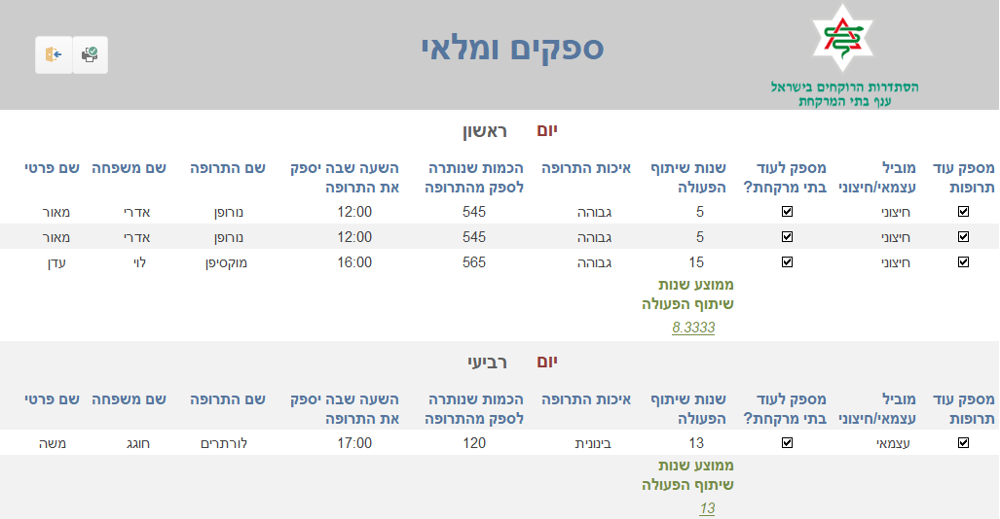 ספקים ומלאי
הסתדרות הרוקחים בישראל
ענף בתי המרקחת
יום ראשון
מספק עוד תרופות מוביל עצמאי/חיצוני מספק לעוד בתי מרקחת? שנות שיתוף הפעולה איכות התרופה הכמות שנותרה לספק מהתרופה השעה שבה יספק את התרופה שם התרופה שם משפחה שם פרטי
חיצוני 5 גבוהה 545 12:00 נורופן אדרי מאור
חיצוני 5 גבוהה 545 12:00 נורופן אדרי מאור
חיצוני 15 גבוהה 565 16:00 מוקסיפן לוי עדן
ממוצע שנות
שיתוף הפעולה
8.3333
יום רביעי
מספק עוד תרופות מוביל עצמאי/חיצוני מספק לעוד בתי מרקחת? שנות שיתוף הפעולה איכות התרופה הכמות שנותרה לספק מהתרופה השעה שבה יספק את התרופה שם התרופה שם משפחה שם פרטי
עצמאי 13 בינונית 120 17:00 לורתרים חוגג משה
ממוצע שנות
שיתוף הפעולה
13